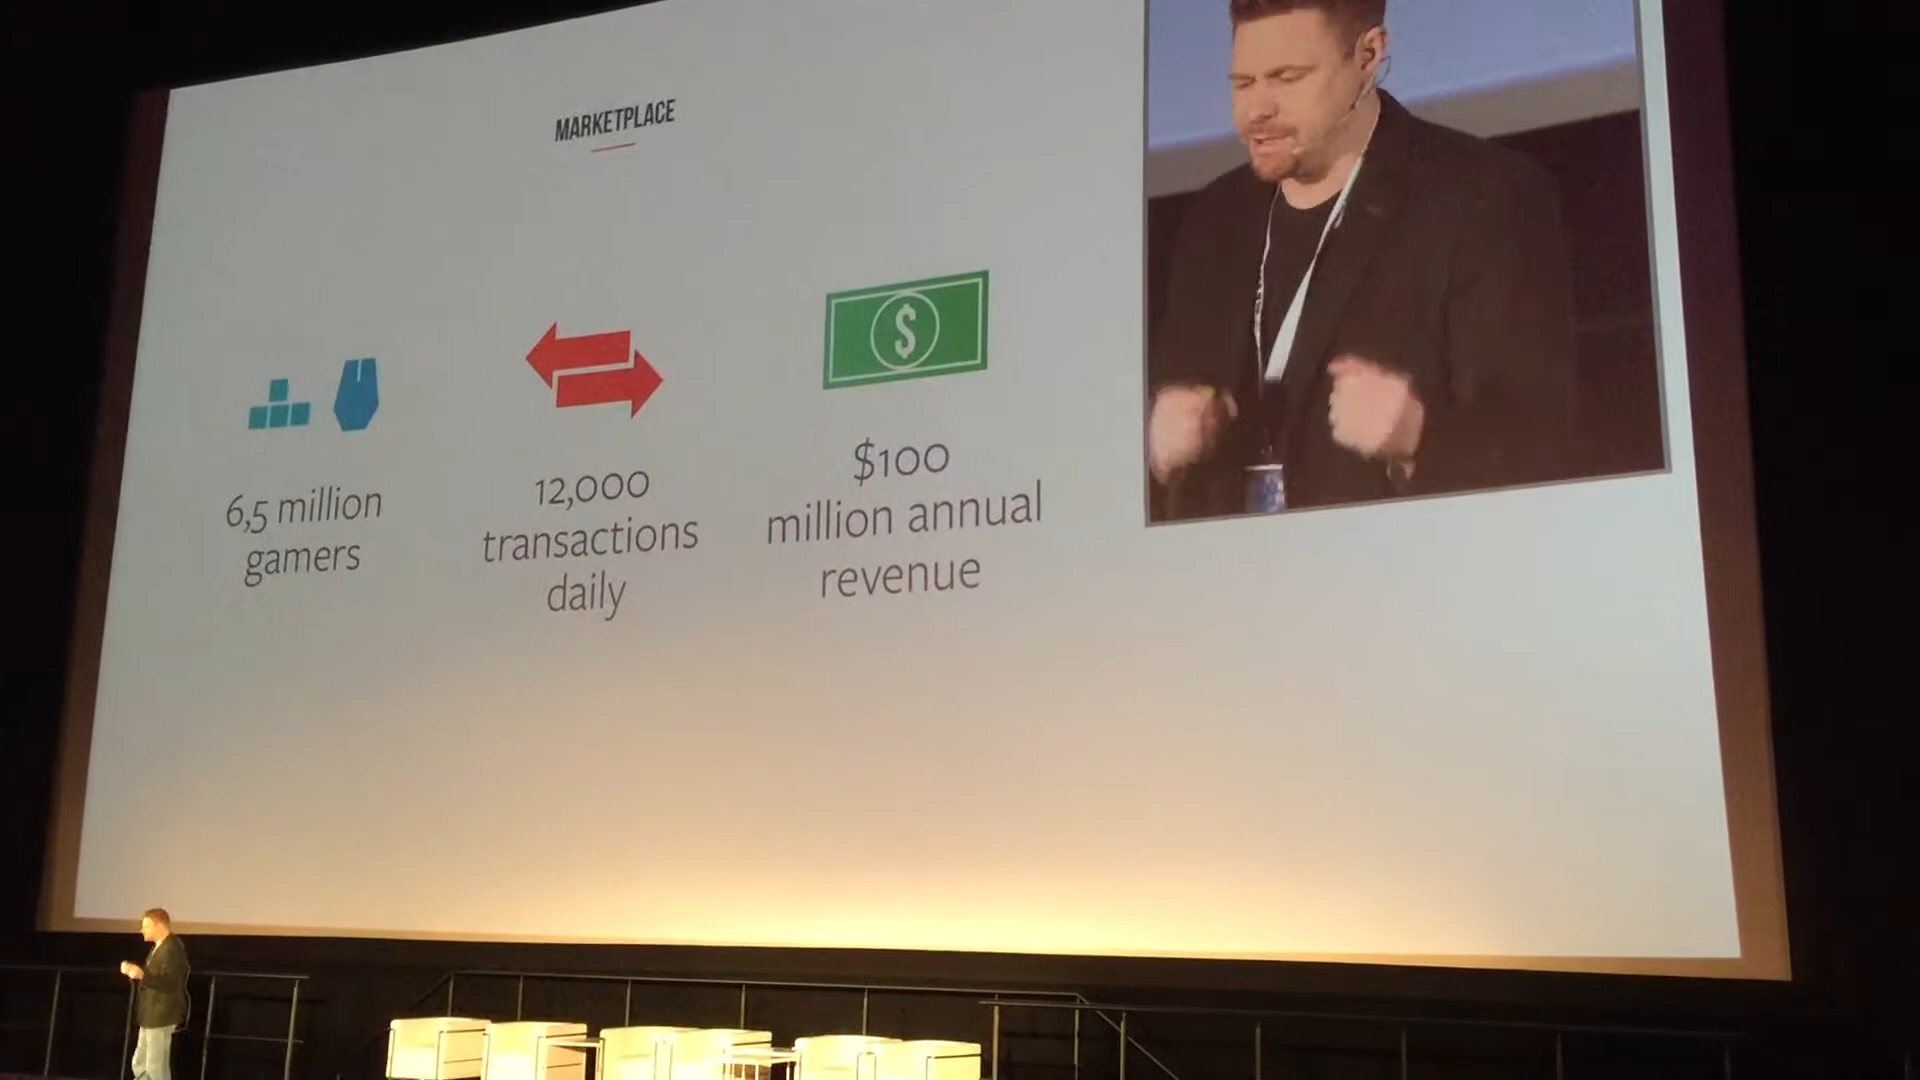 MARKETPLACE
6,5 million
gamers
12,000
transactions
daily
$
$100
million annual
revenue